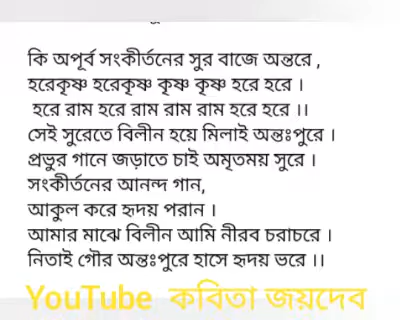 কি অপূর্ব সংকীর্তনের সুর বাজে অন্তরে ,
হরেকৃষ্ণ হরেকৃষ্ণ কৃষ্ণ কৃষ্ণ হরে হরে ।
হরে রাম হরে রাম রাম রাম হরে হরে ।।
সেই সুরেতে বিলীন হয়ে মিলাই অন্তঃপুরে ।
প্রভুর গানে জড়াতে চাই অমৃতময় সুরে ।
সংকীর্তনের আনন্দ গান,
আকুল করে হৃদয় পরান ।
আমার মাঝে বিলীন আমি নীরব চরাচরে ।
নিতাই গৌর অন্তঃপুরে হাসে হৃদয় ভরে ।।
YouTube কবিতা জয়দেব